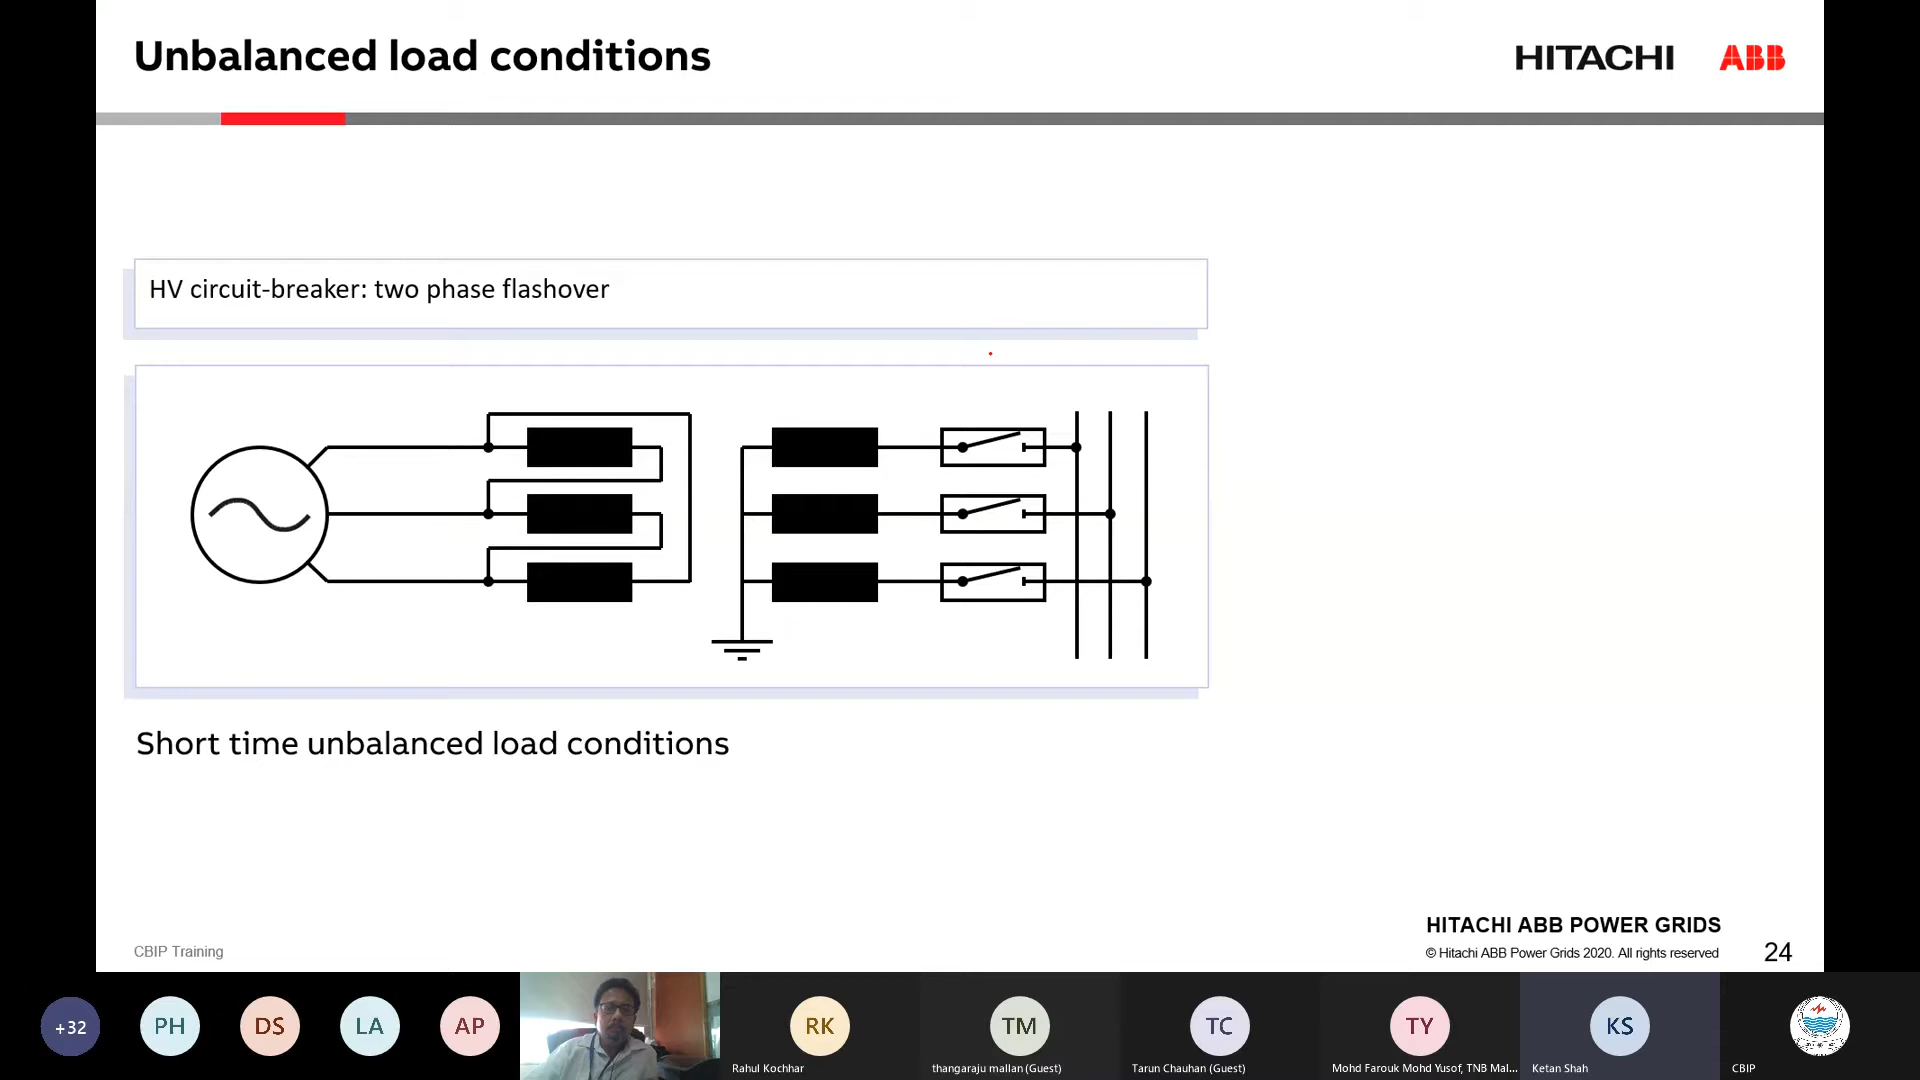 Unbalanced load conditions
HITACHI ABB
HV circuit-breaker: two phase flashover
Short time unbalanced load conditions
HITACHI ABB POWER GRIDS
CBIP Training
© Hitachi ABB Power Grids 2020. All rights reserved
24
+32
PH
DS
LA
AP
RK
TM
TC
TY
KS
Rahul Kochhar
thangaraju mallan (Guest)
Tarun Chauhan (Guest)
Mohd Farouk Mohd Yusof, TNB Mal...
Ketan Shah
CBIP